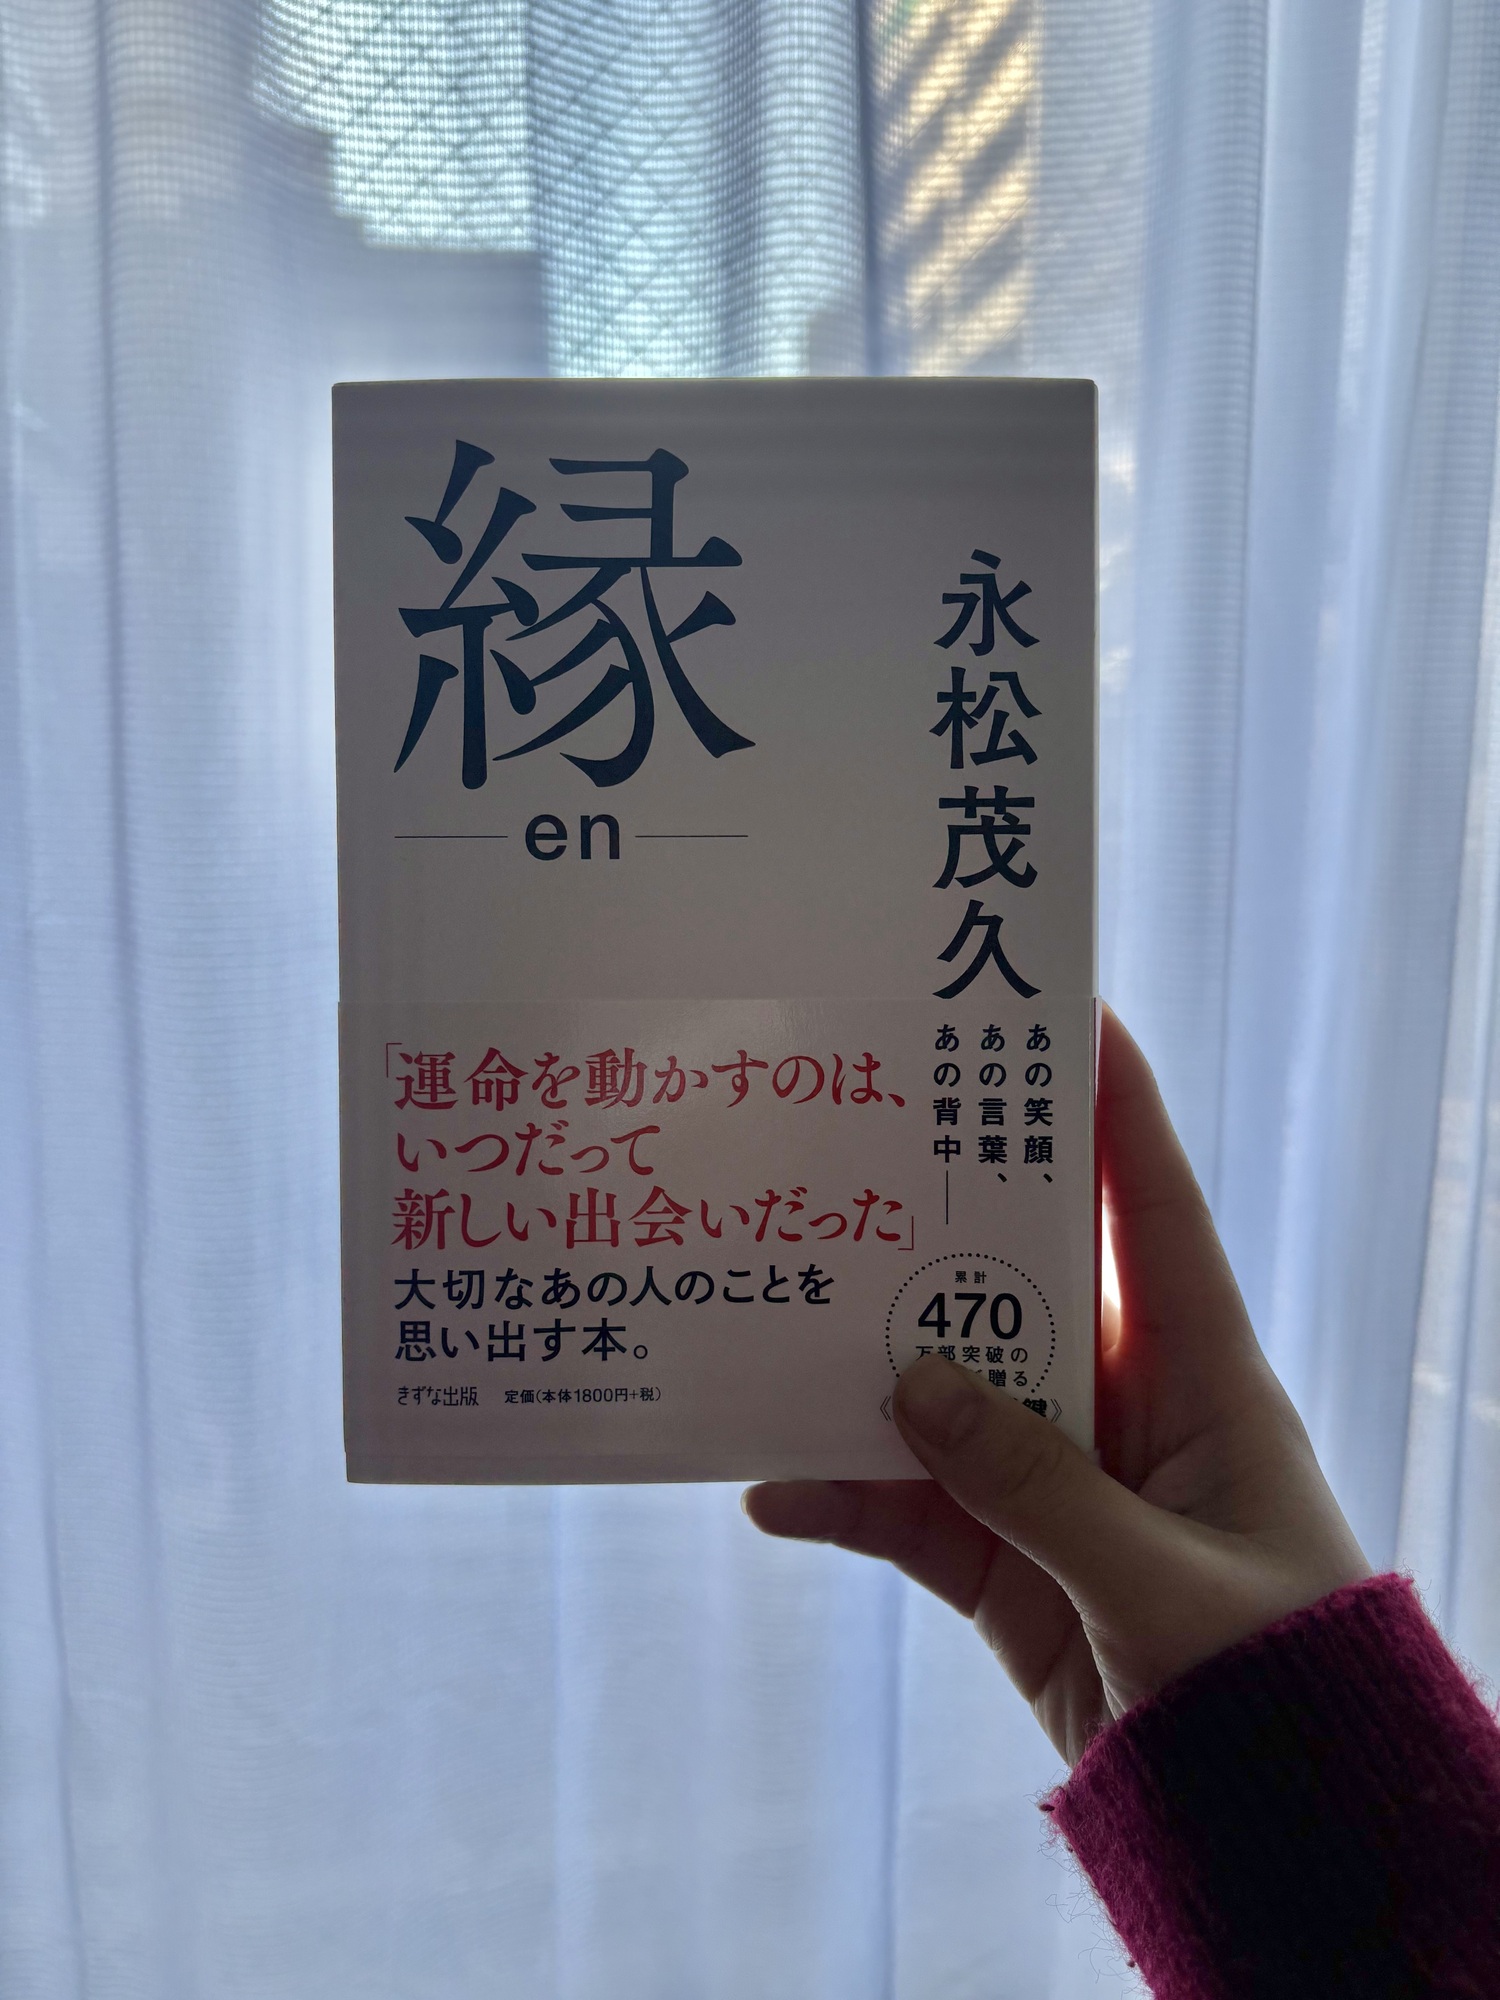 縁
en
永松茂久
あの笑顔、
あの言葉、
あの背中―
「運命を動かすのは、
いつだって
新しい出会いだった」
大切なあの人のことを
思い出す本。
きずな出版 定価(本体1800円+税)
累計
470
万部突破の
贈る
鍵》